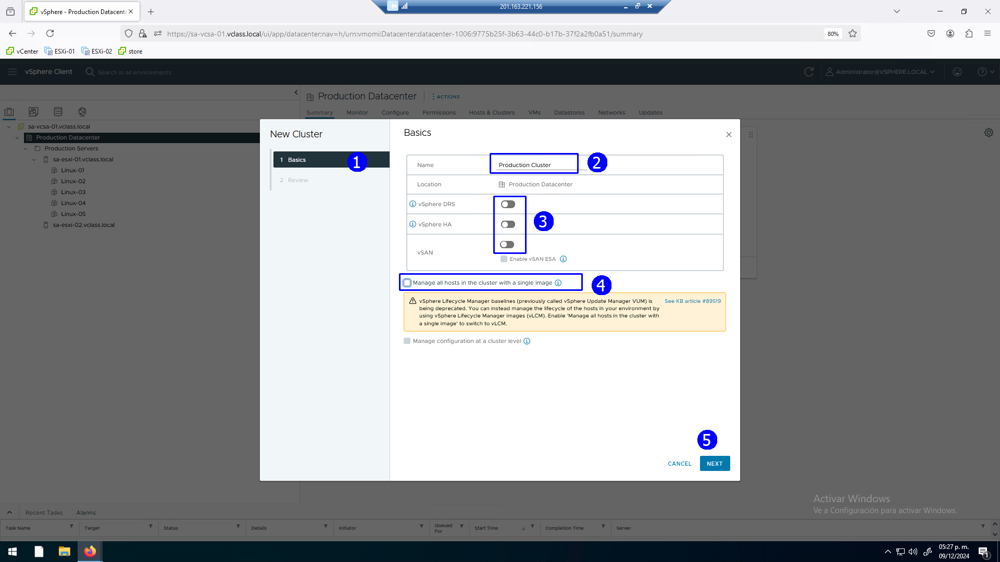 vSphere - Production Datacent
201.163.221.156
https://sa-vcsa-01.vclass.local/ui/app/datacenter;nav=h/urn:vmomi:Datacenter:datacenter-1006:9775b25f-3b63-44c0-b17b-37f2a2fb0a51/summary
80%
vCenter ESXi-01 ESXi-02 store
vSphere Client
Search in all environments
Administrator@VSPHERE.LOCAL
Production Datacenter
ACTIONS
Summary Monitor Configure Permissions Hosts & Clusters VMs Datastores Networks Updates
sa-vcsa-01.vclass.local
Production Datacenter
Production Servers
sa-esxi-01.vclass.local
Linux-01
Linux-02
Linux-03
Linux-04
Linux-05
sa-esxi-02.vclass.local
New Cluster
1 Basics
1
2 Review
Basics
Name
Production Cluster
2
Location
Production Datacenter
vSphere DRS
vSphere HA
3
vSAN
Enable vSAN ESA
Manage all hosts in the cluster with a single image
4
vSphere Lifecycle Manager baselines (previously called vSphere Update Manager VUM) is
being deprecated. You can instead manage the lifecycle of the hosts in your environment by
using vSphere Lifecycle Manager images (vLCM). Enable 'Manage all hosts in the cluster with
a single image' to switch to vLCM.
See KB article #89519
Manage configuration at a cluster level
5
CANCEL
NEXT
Activar Windows
Ve a Configuración para activar Windows.
Recent Tasks Alarms
Task Name Target Status Details Initiator Queued For Start Time Completion Time Server
05:27 p. m.
09/12/2024
1